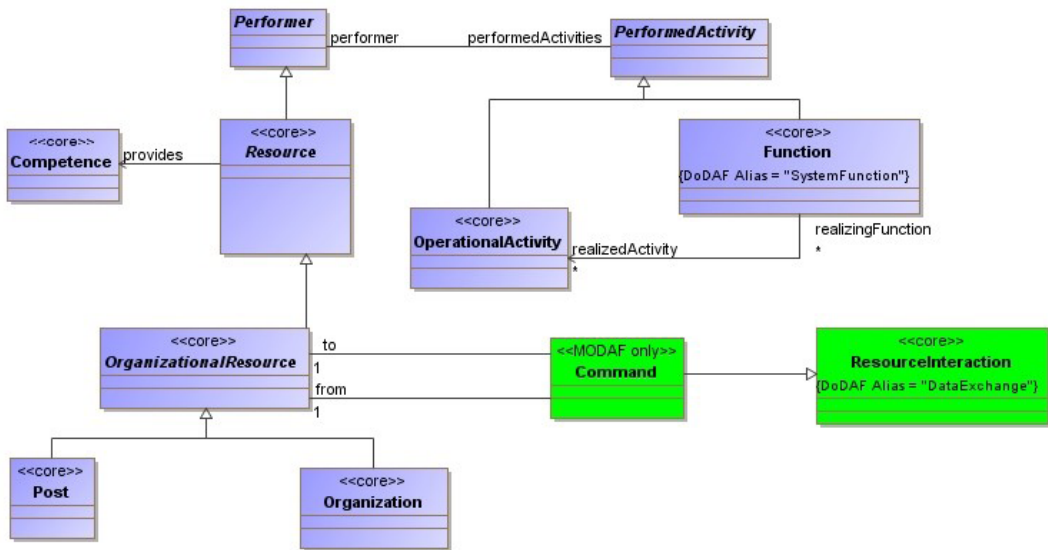 Performer
performer
performedActivities
PerformedActivity
<<core>>
Competence
provides
<<core>>
Resource
<<core>>
Function
{DoDAF Alias = "SystemFunction"}
<<core>>
OperationalActivity
realizedActivity
*
realizingFunction
*
<<core>>
OrganizationalResource
to
1
from
1
<<MODAF only>>
Command
<<core>>
ResourceInteraction
{DoDAF Alias = "DataExchange"}
<<core>>
Post
<<core>>
Organization